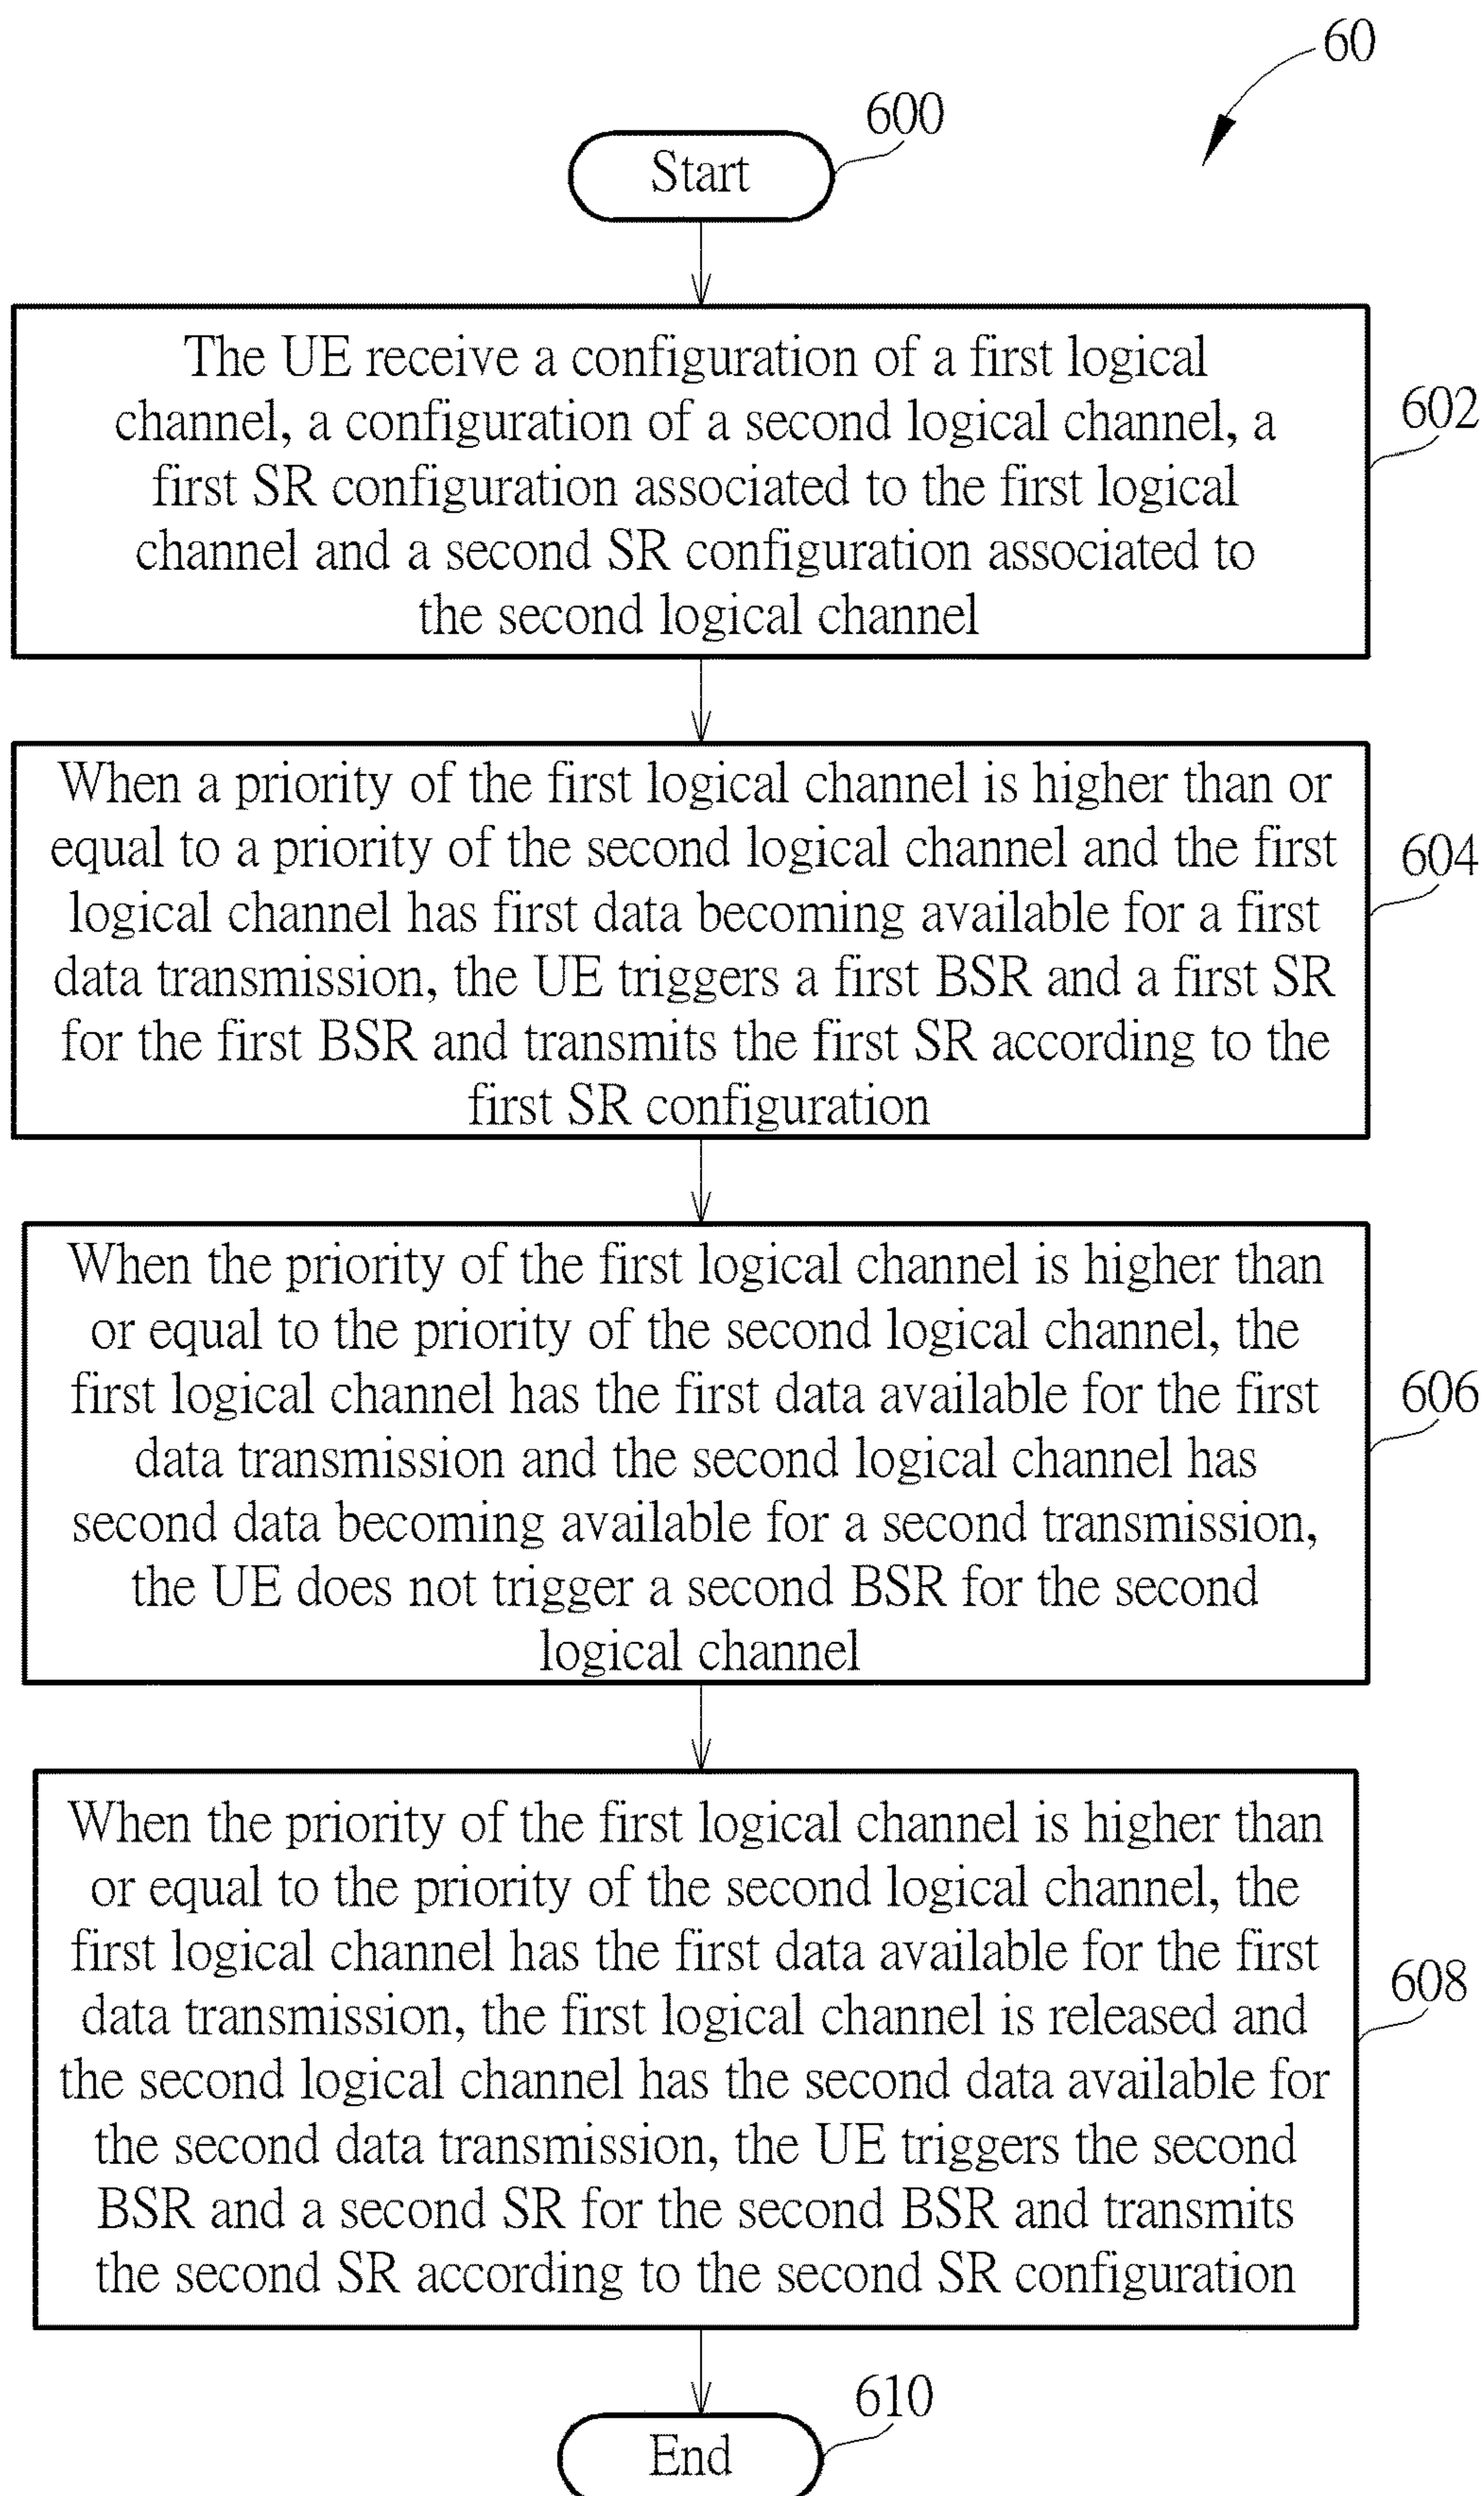 60
600
Start
The UE receive a configuration of a first logical
channel, a configuration of a second logical channel, a
first SR configuration associated to the first logical
channel and a second SR configuration associated to
the second logical channel
602
When a priority of the first logical channel is higher than or
equal to a priority of the second logical channel and the first
logical channel has first data becoming available for a first
data transmission, the UE triggers a first BSR and a first SR
for the first BSR and transmits the first SR according to the
first SR configuration
604
When the priority of the first logical channel is higher than
or equal to the priority of the second logical channel, the
first logical channel has the first data available for the first
data transmission and the second logical channel has
second data becoming available for a second transmission,
the UE does not trigger a second BSR for the second
logical channel
606
When the priority of the first logical channel is higher than
or equal to the priority of the second logical channel, the
first logical channel has the first data available for the first
data transmission, the first logical channel is released and
the second logical channel has the second data available for
the second data transmission, the UE triggers the second
BSR and a second SR for the second BSR and transmits
the second SR according to the second SR configuration
608
610
End